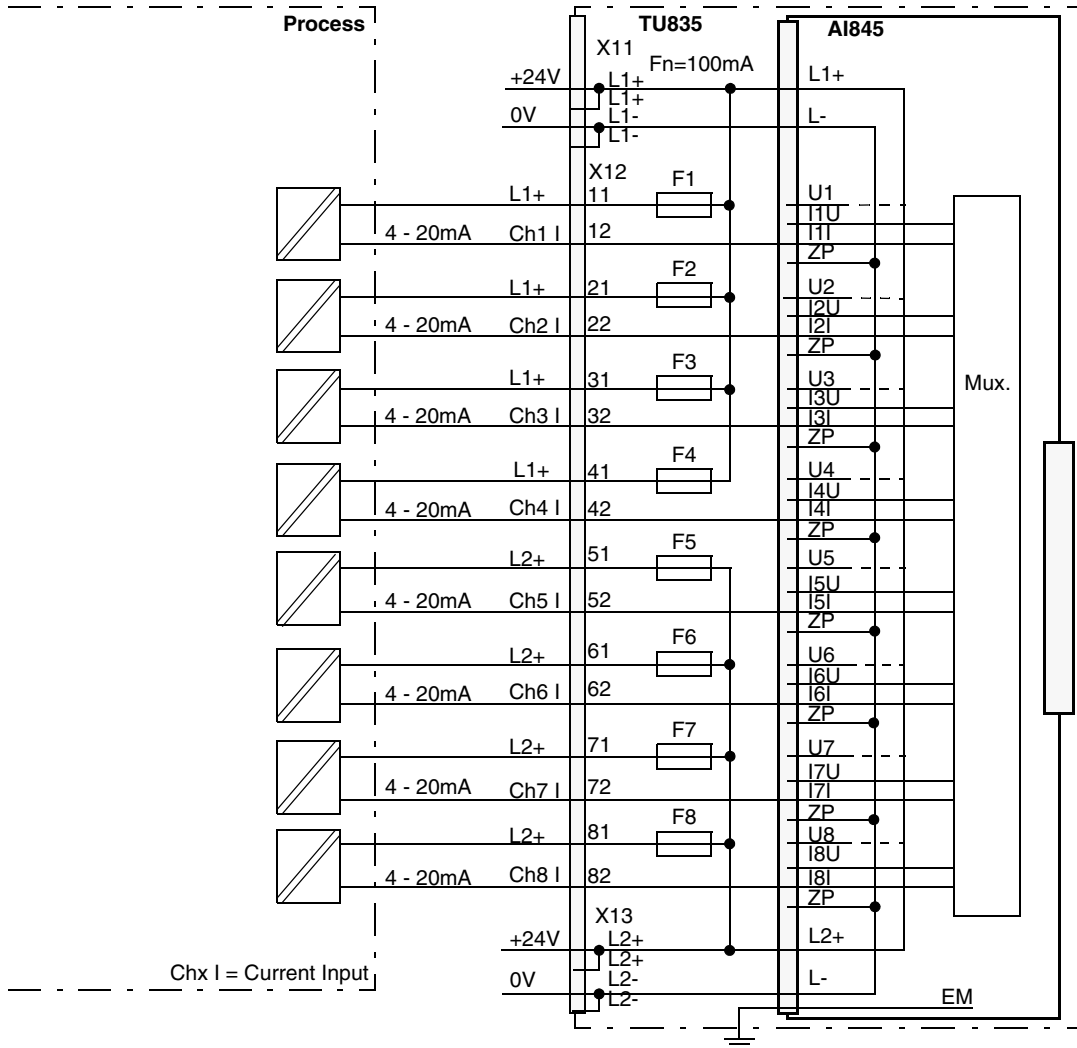 Process
TU835
AI845
X11
Fn=100mA
+24V
L1+
L1+
L1+
0V
L1-
L1-
L-
X12
L1+
11
F1
U1
I1U
4 - 20mA
Ch1 I
12
I1I
ZP
L1+
21
F2
U2
I2U
4 - 20mA
Ch2 I
22
I2I
ZP
L1+
31
F3
U3
I3U
4 - 20mA
Ch3 I
32
I3I
ZP
Mux.
L1+
41
F4
U4
I4U
4 - 20mA
Ch4 I
42
I4I
ZP
L2+
51
F5
U5
I5U
4 - 20mA
Ch5 I
52
I5I
ZP
L2+
61
F6
U6
I6U
4 - 20mA
Ch6 I
62
I6I
ZP
L2+
71
F7
U7
I7U
4 - 20mA
Ch7 I
72
I7I
ZP
L2+
81
F8
U8
I8U
4 - 20mA
Ch8 I
82
I8I
ZP
X13
+24V
L2+
L2+
L2+
0V
L2-
L2-
L-
Chx I = Current Input
EM